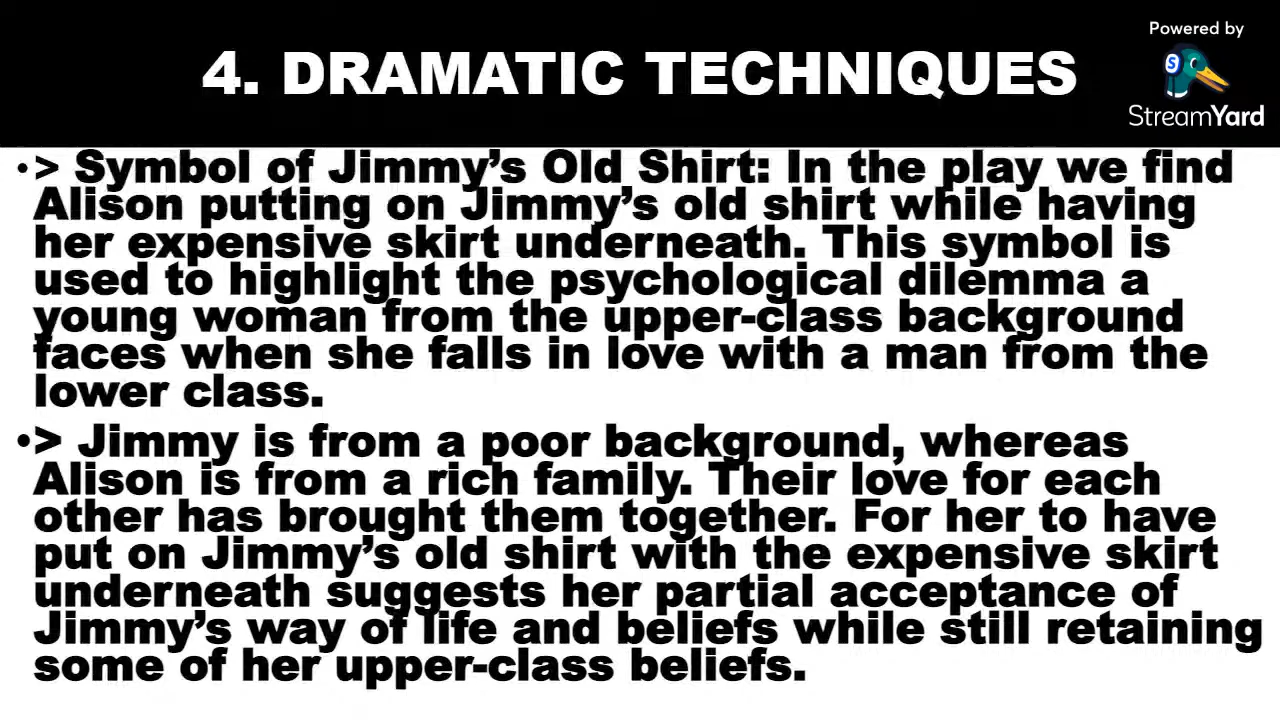 Powered by
4. DRAMATIC TECHNIQUES
StreamYard
•> Symbol of Jimmy’s Old Shirt: In the play we find
Alison putting on Jimmy’s old shirt while having
her expensive skirt underneath. This symbol is
used to highlight the psychological dilemma a
young woman from the upper-class background
faces when she falls in love with a man from the
lower class.
•> Jimmy is from a poor background, whereas
Alison is from a rich family. Their love for each
other has brought them together. For her to have
put on Jimmy’s old shirt with the expensive skirt
underneath suggests her partial acceptance of
Jimmy’s way of life and beliefs while still retaining
some of her upper-class beliefs.